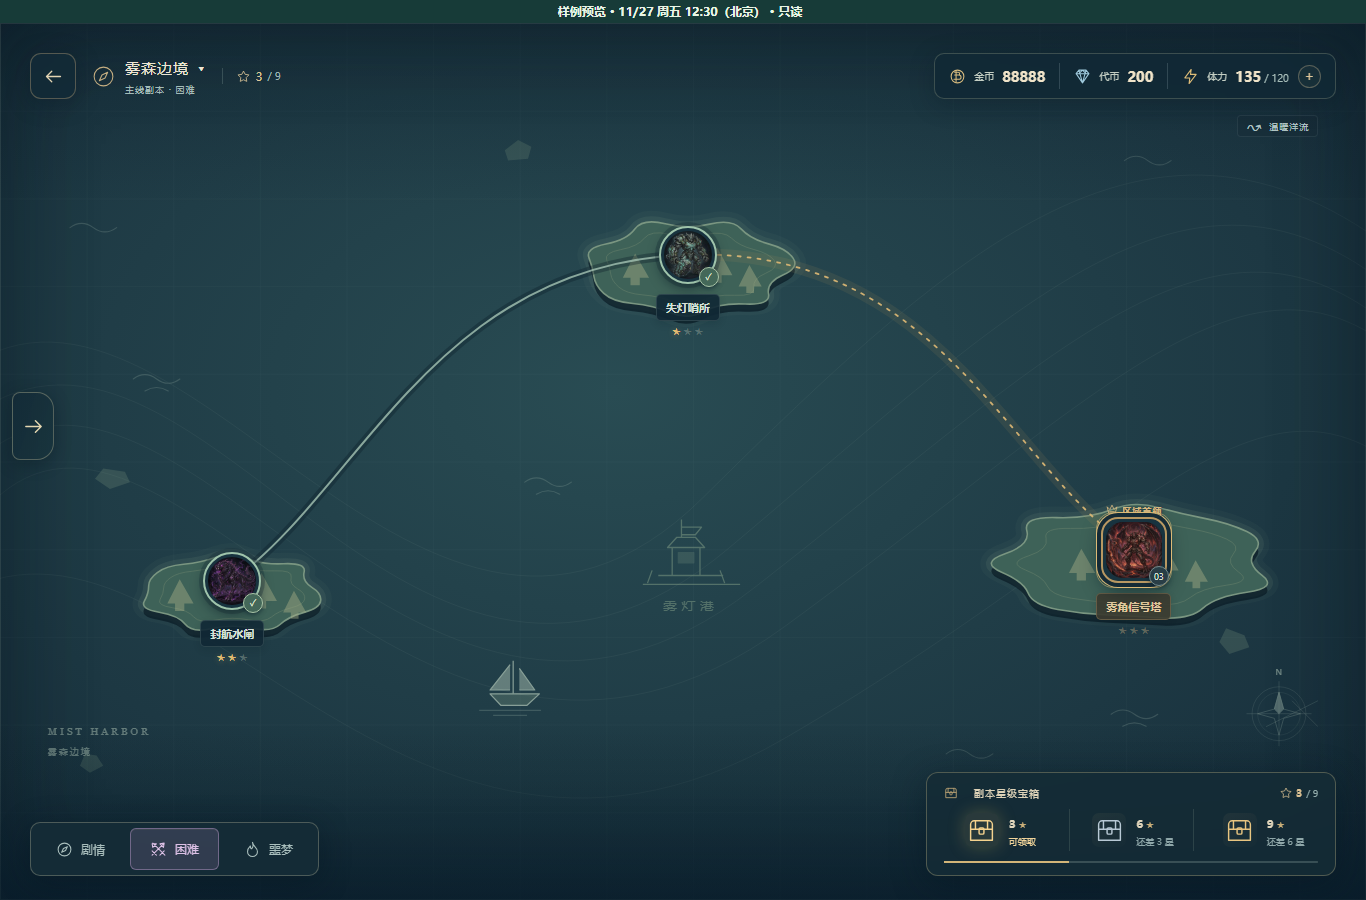 样例预览 • 11/27 周五 12:30（北京） • 只读
雾森边境
3 / 9
主线副本 · 困难
金币 88888
代币 200
体力 135 / 120
+
温暖洋流
失灯哨所
区域首领
03
雾角信号塔
封航水闸
雾灯港
N
MIST HARBOR
雾森边境
剧情
困难
噩梦
副本星级宝箱
3 / 9
3 ★
可领取
6 ★
还差 3 星
9 ★
还差 6 星